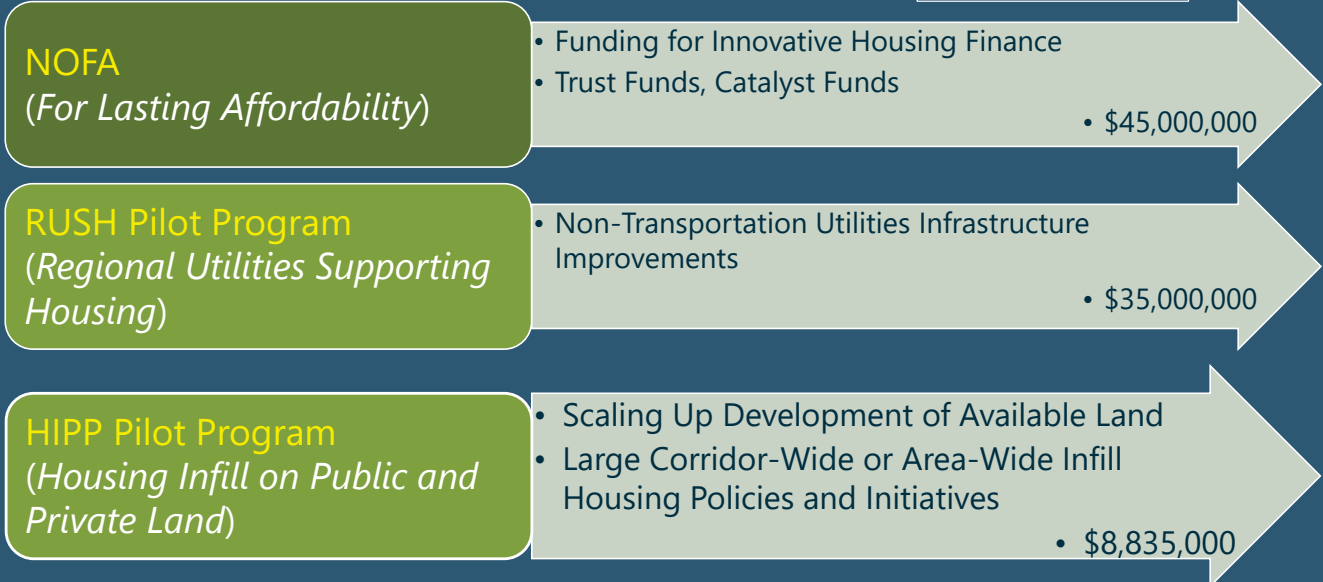 NOFA
(For Lasting Affordability)
• Funding for Innovative Housing Finance
• Trust Funds, Catalyst Funds
• $45,000,000
RUSH Pilot Program
(Regional Utilities Supporting
Housing)
• Non-Transportation Utilities Infrastructure
Improvements
• $35,000,000
HIPP Pilot Program
(Housing Infill on Public and
Private Land)
• Scaling Up Development of Available Land
• Large Corridor-Wide or Area-Wide Infill
Housing Policies and Initiatives
• $8,835,000